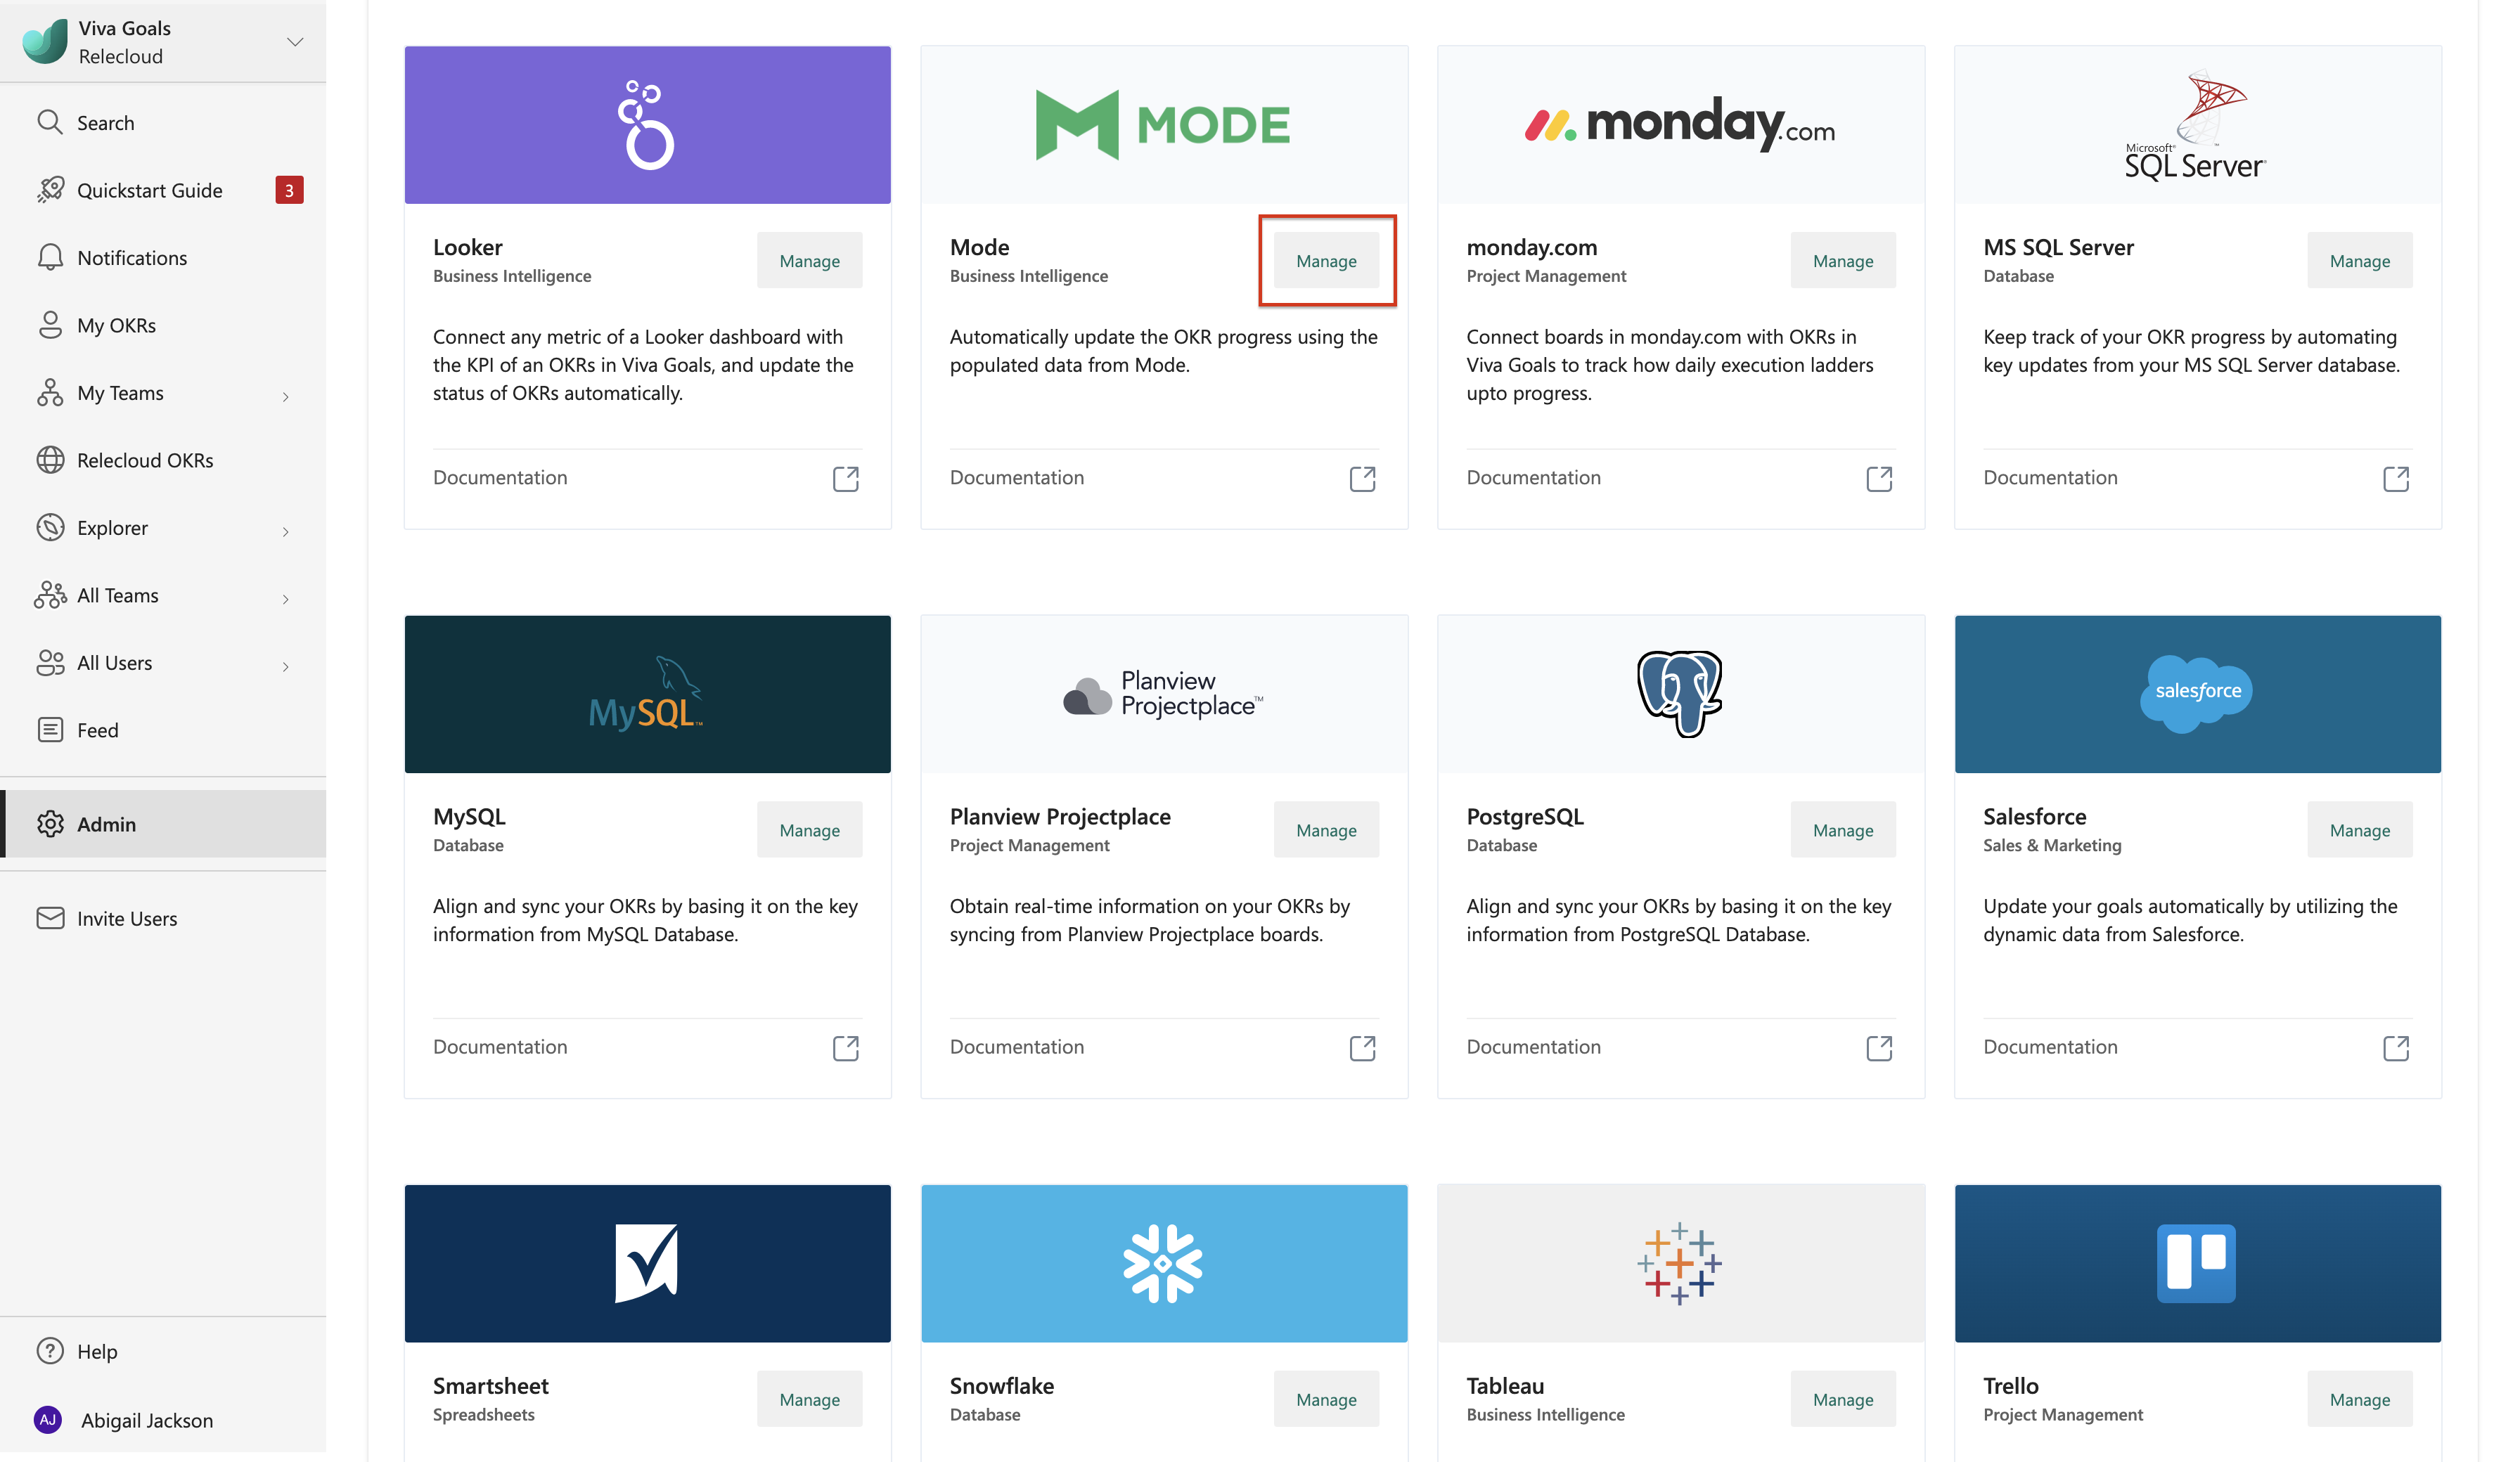 Viva Goals
Relecloud
Search
Quickstart Guide 3
Notifications
My OKRs
My Teams
Relecloud OKRs
Explorer
All Teams
All Users
Feed
Admin
Invite Users
Help
AJ Abigail Jackson
Looker
Business Intelligence
Manage
Connect any metric of a Looker dashboard with
the KPI of an OKRs in Viva Goals, and update the
status of OKRs automatically.
Documentation
MODE
Mode
Business Intelligence
Manage
Automatically update the OKR progress using the
populated data from Mode.
Documentation
monday.com
monday.com
Project Management
Manage
Connect boards in monday.com with OKRs in
Viva Goals to track how daily execution ladders
upto progress.
Documentation
Microsoft®
SQL Server®
MS SQL Server
Database
Manage
Keep track of your OKR progress by automating
key updates from your MS SQL Server database.
Documentation
MySQL™
MySQL
Database
Manage
Align and sync your OKRs by basing it on the key
information from MySQL Database.
Documentation
Planview
Projectplace™
Planview Projectplace
Project Management
Manage
Obtain real-time information on your OKRs by
syncing from Planview Projectplace boards.
Documentation
PostgreSQL
Database
Manage
Align and sync your OKRs by basing it on the key
information from PostgreSQL Database.
Documentation
salesforce
Salesforce
Sales & Marketing
Manage
Update your goals automatically by utilizing the
dynamic data from Salesforce.
Documentation
Smartsheet
Spreadsheets
Manage
Snowflake
Database
Manage
Tableau
Business Intelligence
Manage
Trello
Project Management
Manage